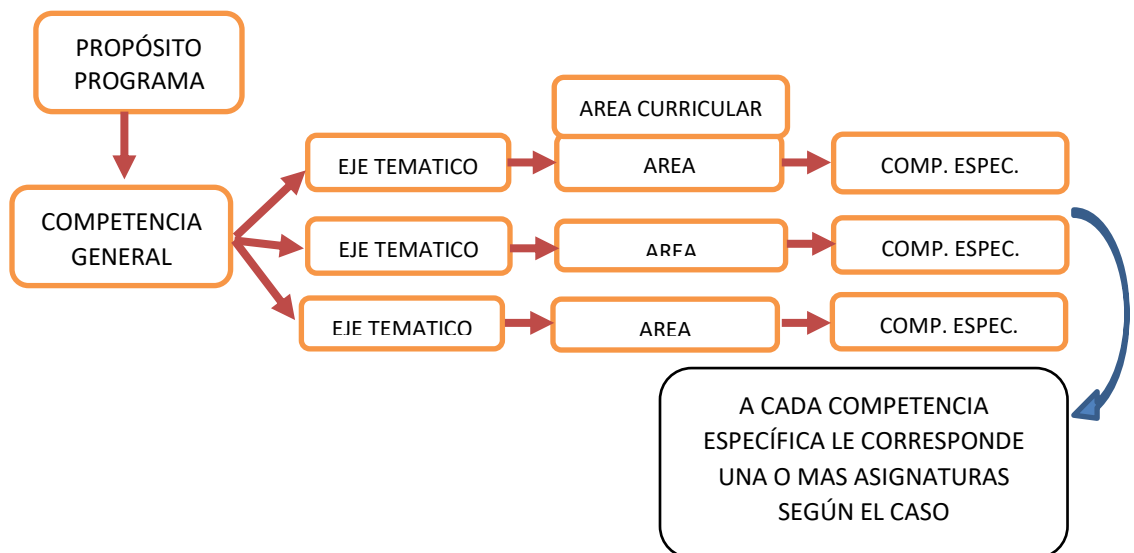 PROPÓSITO
PROGRAMA
AREA CURRICULAR
EJE TEMATICO
AREA
COMP. ESPEC.
COMPETENCIA
GENERAL
EJE TEMATICO
AREA
COMP. ESPEC.
EJE TEMATICO
AREA
COMP. ESPEC.
A CADA COMPETENCIA
ESPECÍFICA LE CORRESPONDE
UNA O MAS ASIGNATURAS
SEGÚN EL CASO